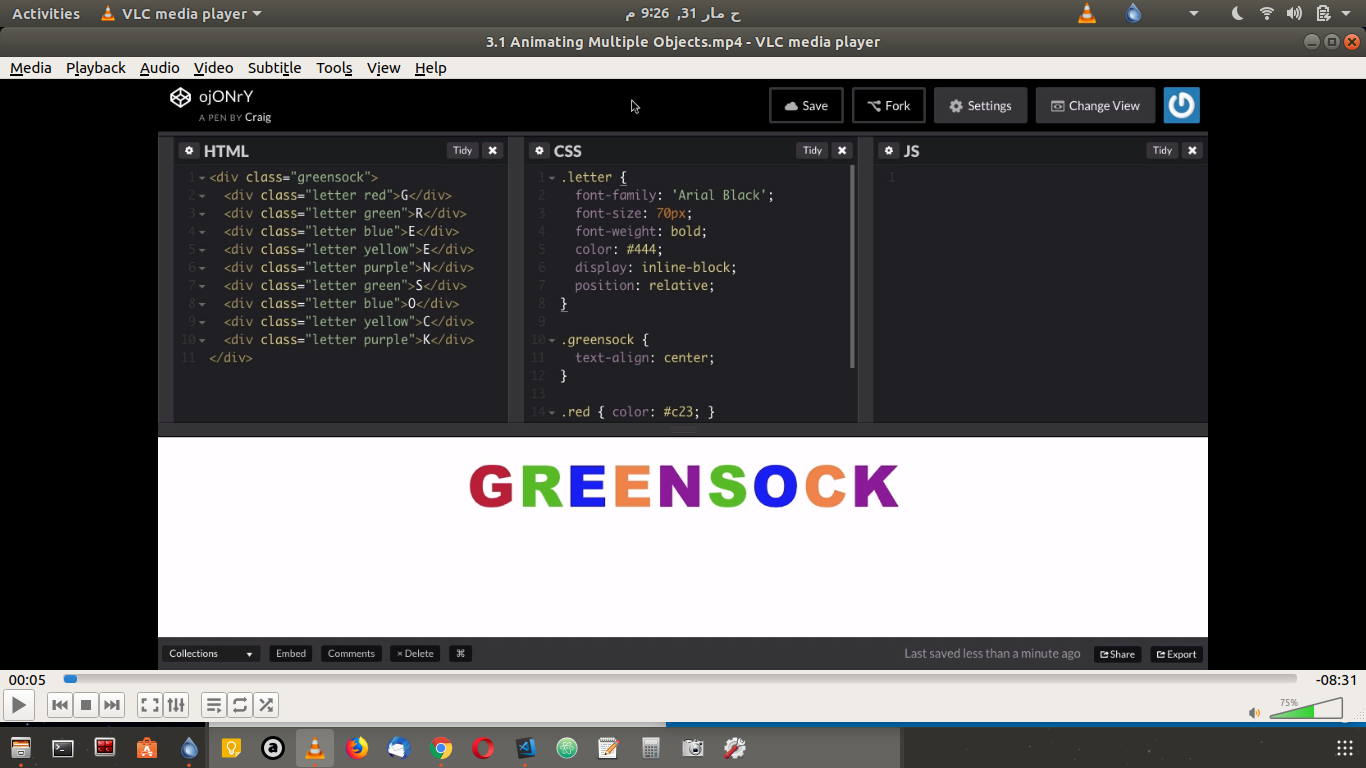 Activities
VLC media player
ح مار 31, 9:26 م
3.1 Animating Multiple Objects.mp4 - VLC media player
Media Playback Audio Video Subtitle Tools View Help
ojONrY
A PEN BY Craig
Save
Fork
Settings
Change View
HTML
Tidy
1 <div class="greensock">
2 <div class="letter red">G</div>
3 <div class="letter green">R</div>
4 <div class="letter blue">E</div>
5 <div class="letter yellow">E</div>
6 <div class="letter purple">N</div>
7 <div class="letter green">S</div>
8 <div class="letter blue">O</div>
9 <div class="letter yellow">C</div>
10 <div class="letter purple">K</div>
11 </div>
CSS
Tidy
1 .letter {
2 font-family: 'Arial Black';
3 font-size: 70px;
4 font-weight: bold;
5 color: #444;
6 display: inline-block;
7 position: relative;
8 }
9
10 .greensock {
11 text-align: center;
12 }
13
14 .red { color: #c23; }
JS
Tidy
1
GREENSOCK
Collections
Embed
Comments
× Delete
⌘
Last saved less than a minute ago
Share
Export
00:05
-08:31
75%